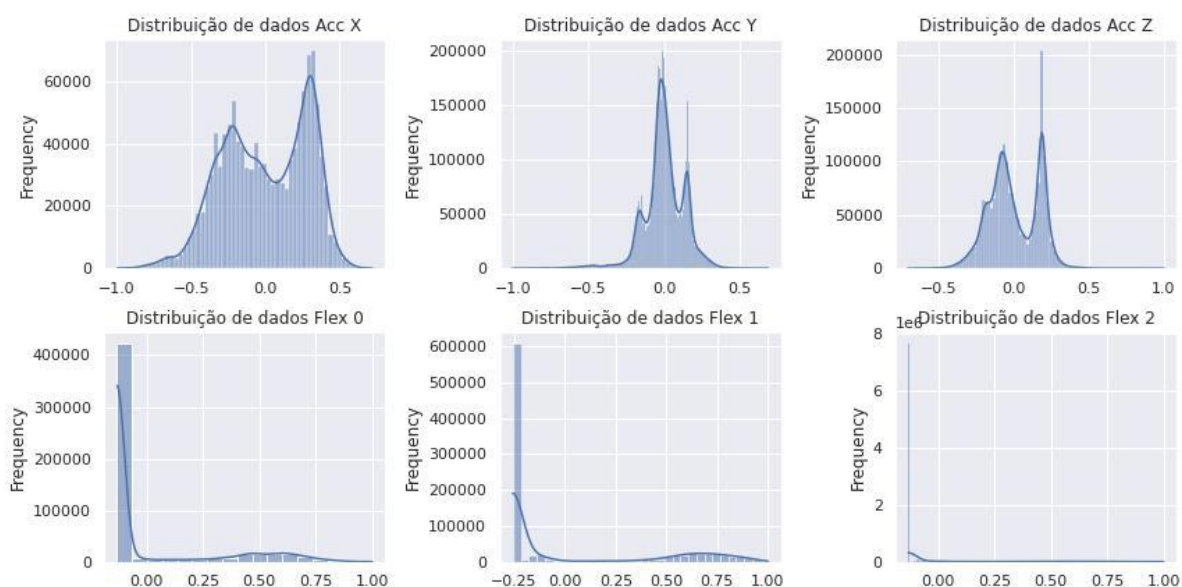 Distribuição de dados Acc X
60000
40000
20000
0
Frequency
−1.0 −0.5 0.0 0.5
Distribuição de dados Acc Y
200000
150000
100000
50000
0
Frequency
−1.0 −0.5 0.0 0.5
Distribuição de dados Acc Z
200000
150000
100000
50000
0
Frequency
−0.5 0.0 0.5 1.0
Distribuição de dados Flex 0
400000
300000
200000
100000
0
Frequency
0.00 0.25 0.50 0.75 1.00
Distribuição de dados Flex 1
600000
500000
400000
300000
200000
100000
0
Frequency
−0.25 0.00 0.25 0.50 0.75 1.00
1e6
Distribuição de dados Flex 2
8
6
4
2
0
Frequency
0.00 0.25 0.50 0.75 1.00